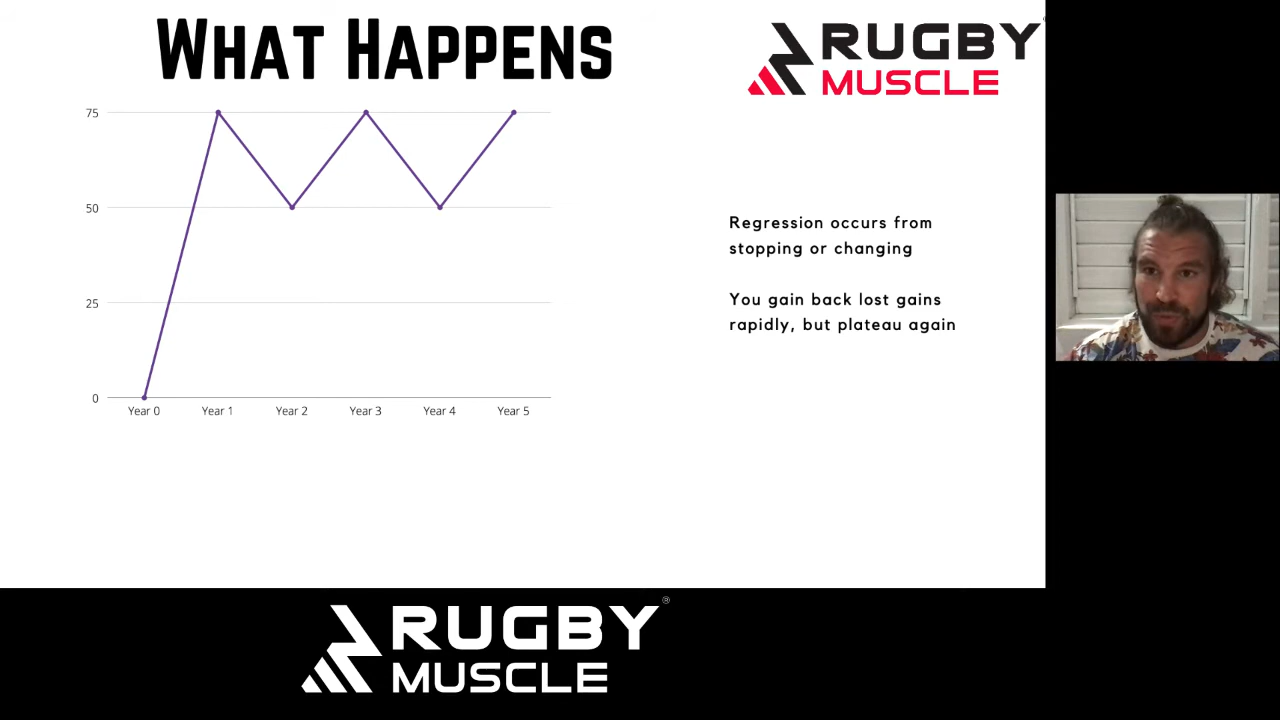 WHAT HAPPENS
RUGBY
MUSCLE
®
75
50
25
0
Year 0 Year 1 Year 2 Year 3 Year 4 Year 5
Regression occurs from
stopping or changing
You gain back lost gains
rapidly, but plateau again
RUGBY ®
MUSCLE